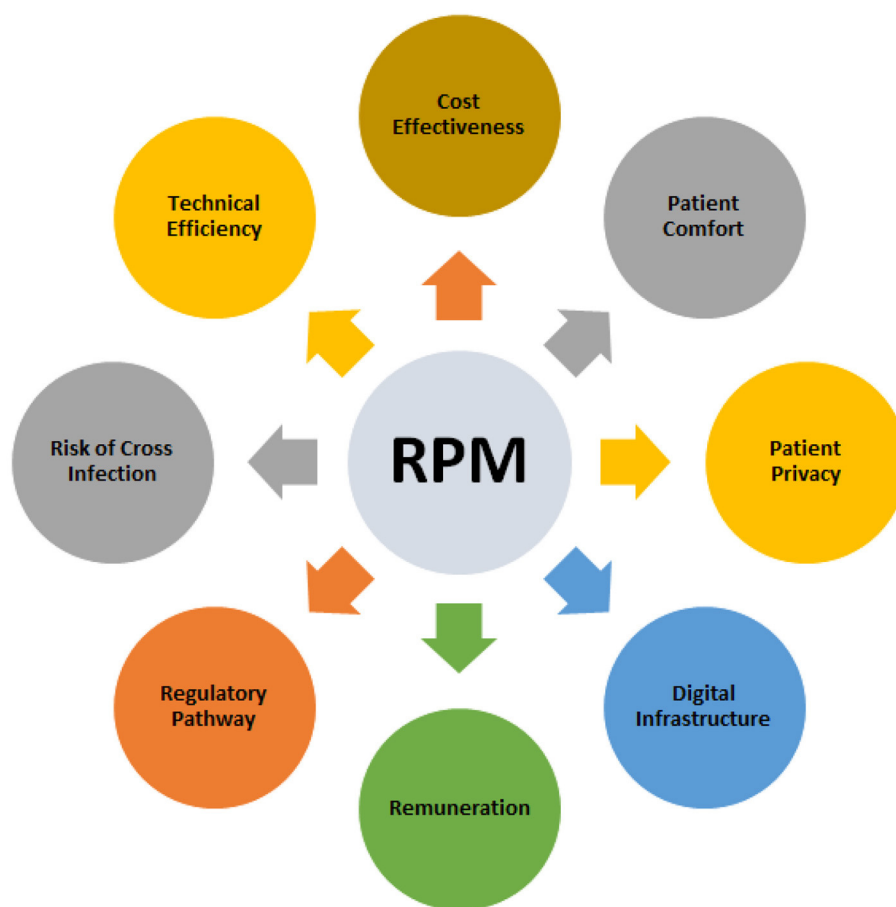 Cost
Effectiveness
Patient
Comfort
Patient
Privacy
Digital
Infrastructure
Remuneration
Regulatory
Pathway
Risk of Cross
Infection
Technical
Efficiency
RPM